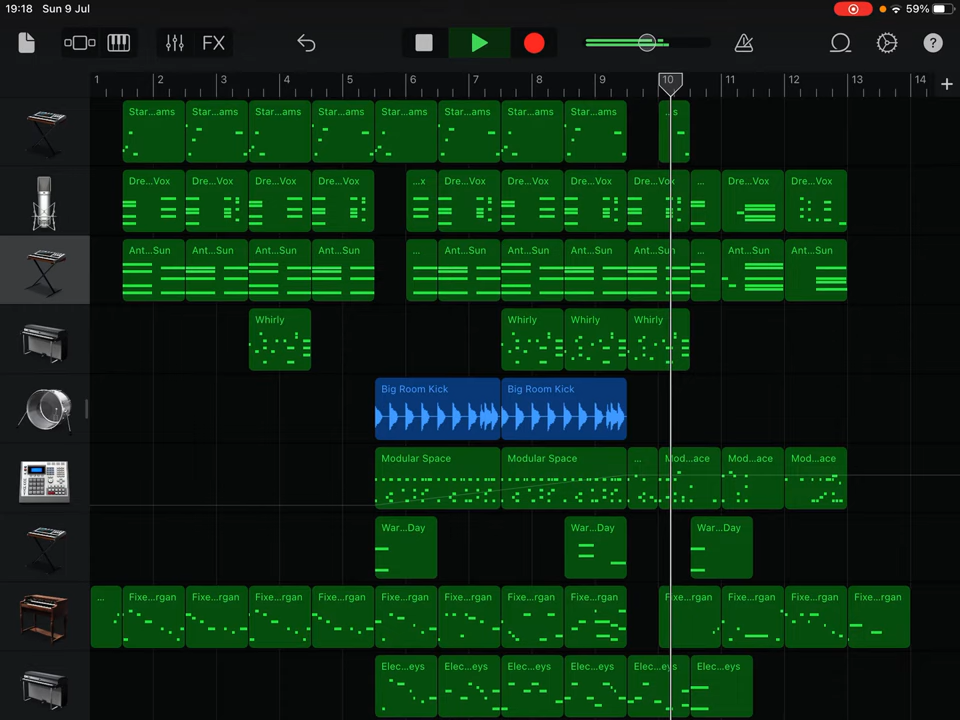 19:18 Sun 9 Jul 59%
FX ?
1 2 3 4 5 6 7 8 9 10 11 12 13 14 +
Star...ams Star...ams Star...ams Star...ams Star...ams Star...ams Star...ams Star...ams ...s
Dre...Vox Dre...Vox Dre...Vox Dre...Vox ...x Dre...Vox Dre...Vox Dre...Vox Dre...Vox ... Dre...Vox Dre...Vox
Ant...Sun Ant...Sun Ant...Sun Ant...Sun ... Ant...Sun Ant...Sun Ant...Sun Ant...Sun ... Ant...Sun Ant...Sun
Whirly Whirly Whirly Whirly
Big Room Kick Big Room Kick
Modular Space Modular Space ... Mod...ace Mod...ace Mod...ace
War...Day War...Day War...Day
... Fixe...rgan Fixe...rgan Fixe...rgan Fixe...rgan Fixe...rgan Fixe...rgan Fixe...rgan Fixe...rgan Fixe...rgan Fixe...rgan Fixe...rgan Fixe...rgan
Elec...eys Elec...eys Elec...eys Elec...eys Elec...eys Elec...eys